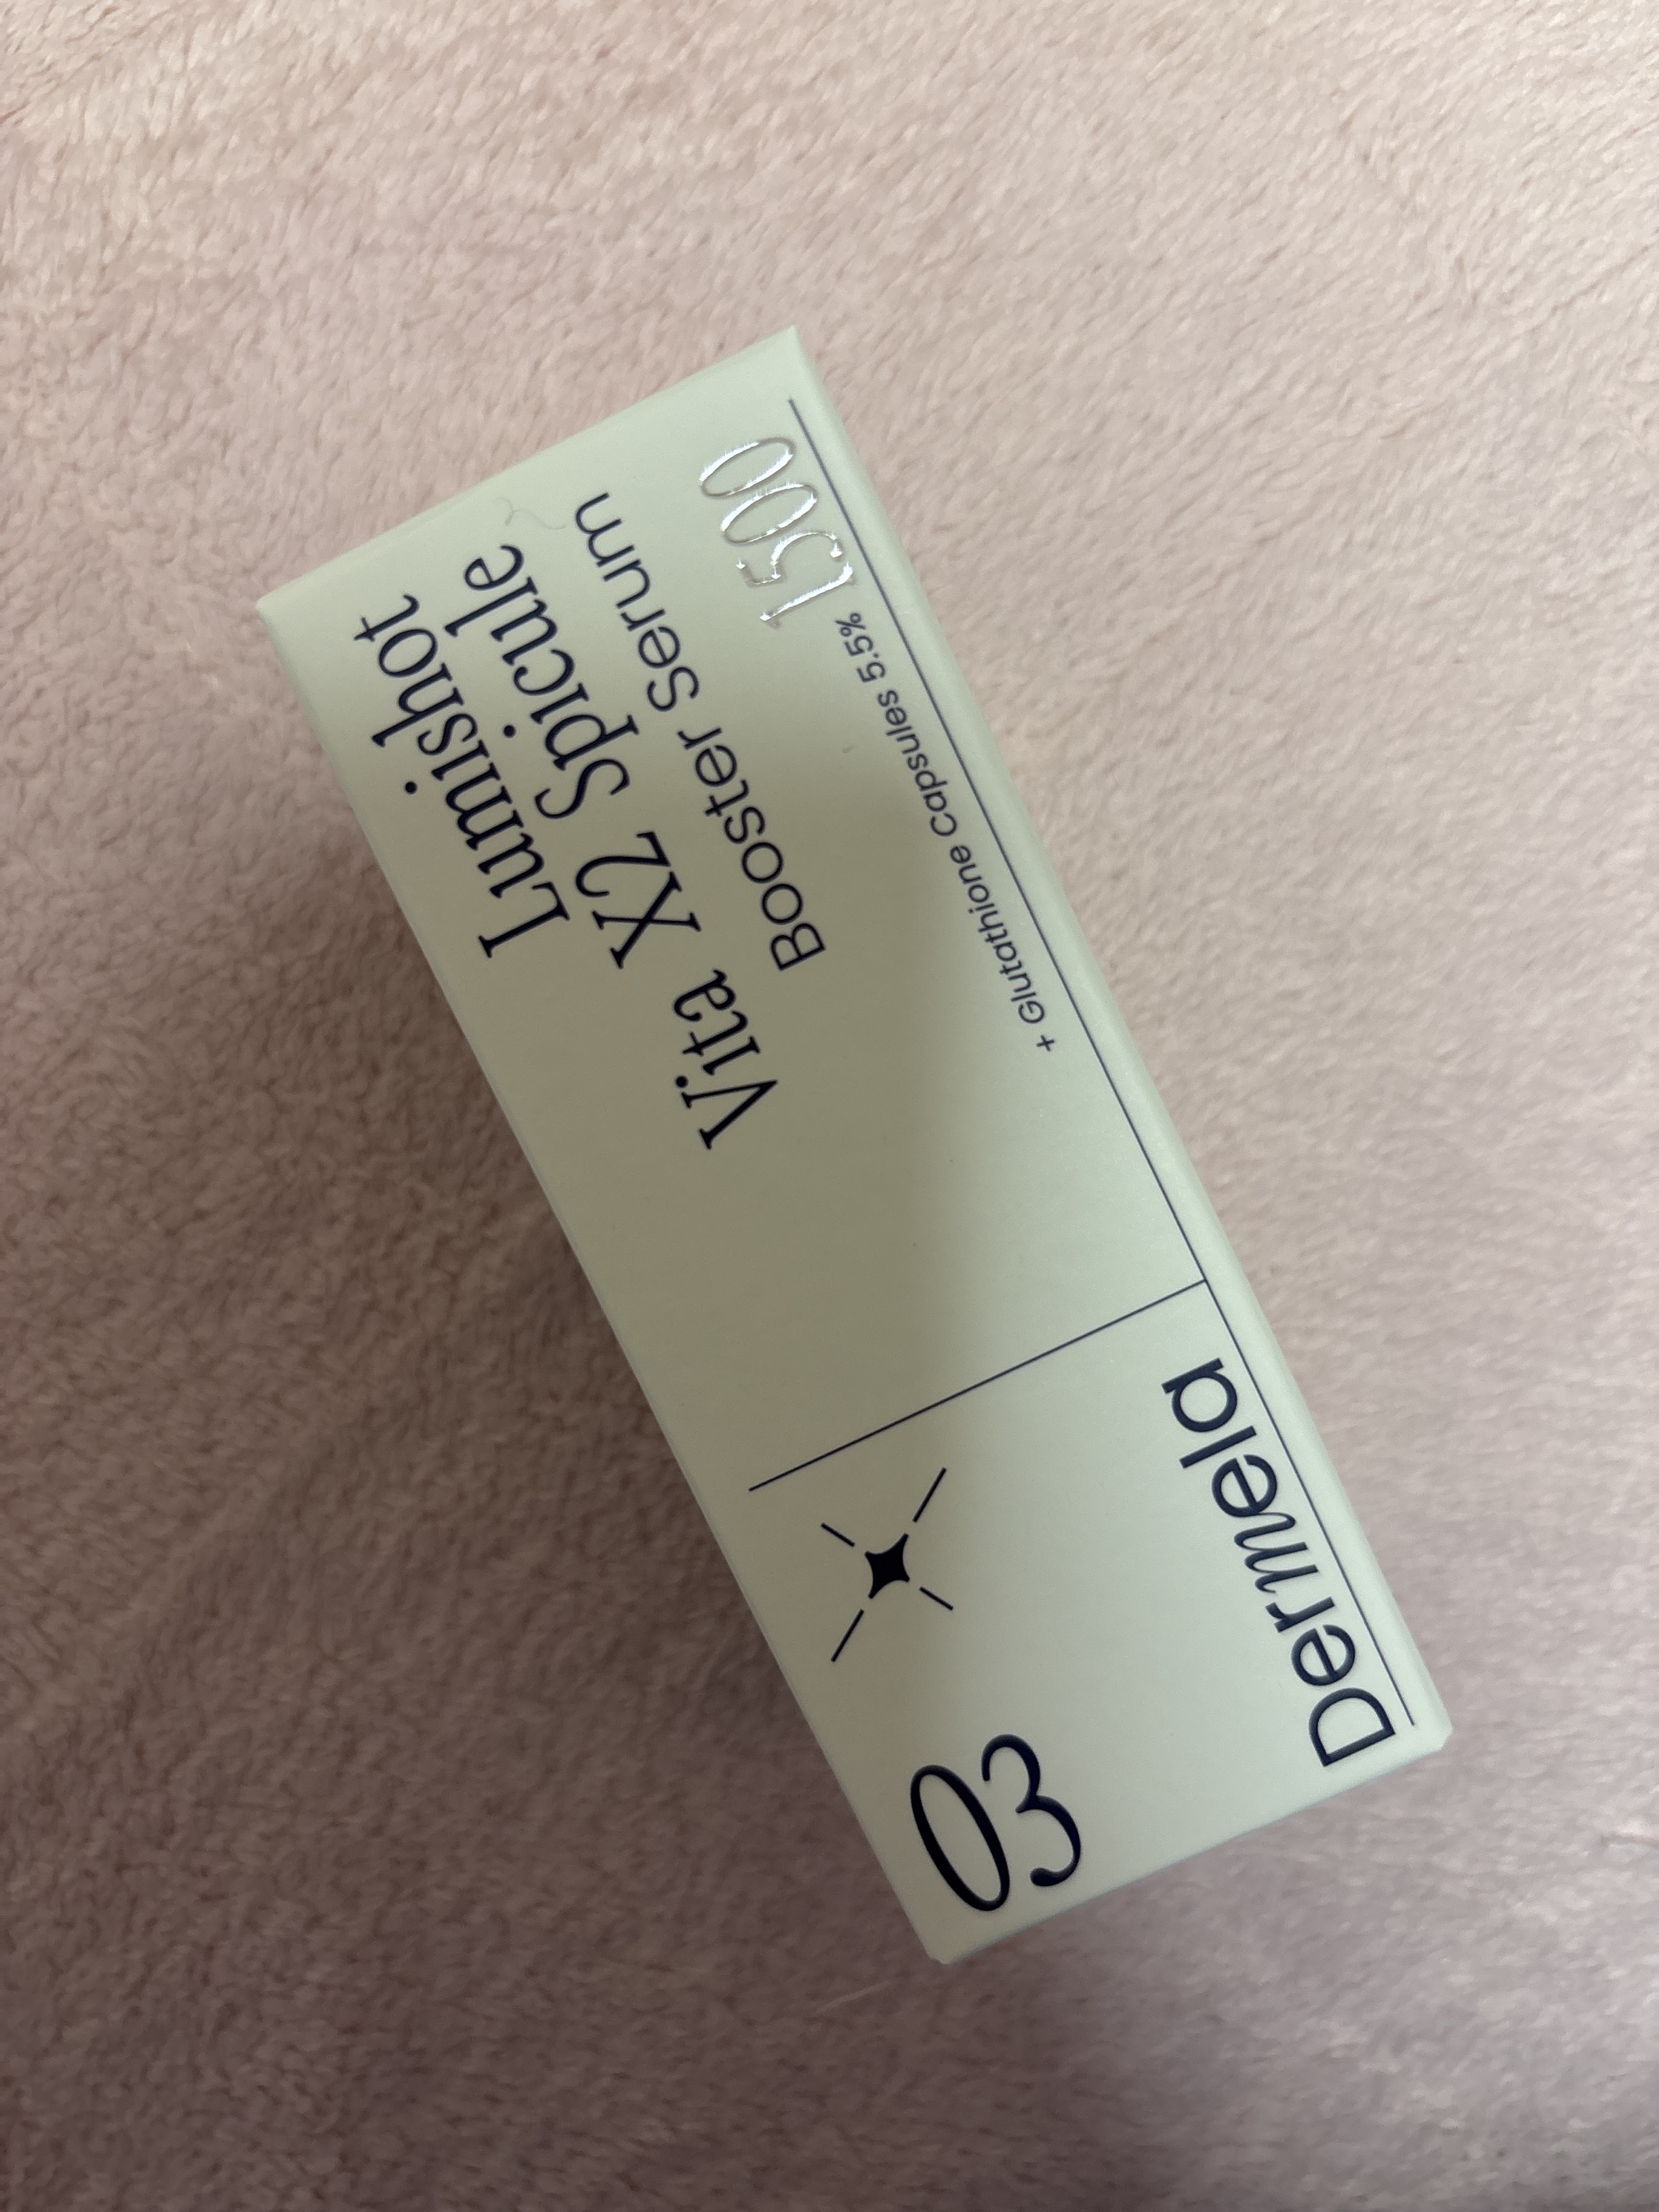 Lumishot
Vita X2 Spicule
Booster Serum
+ Glutathione Capsules 5.5% 1500
03
Dermela